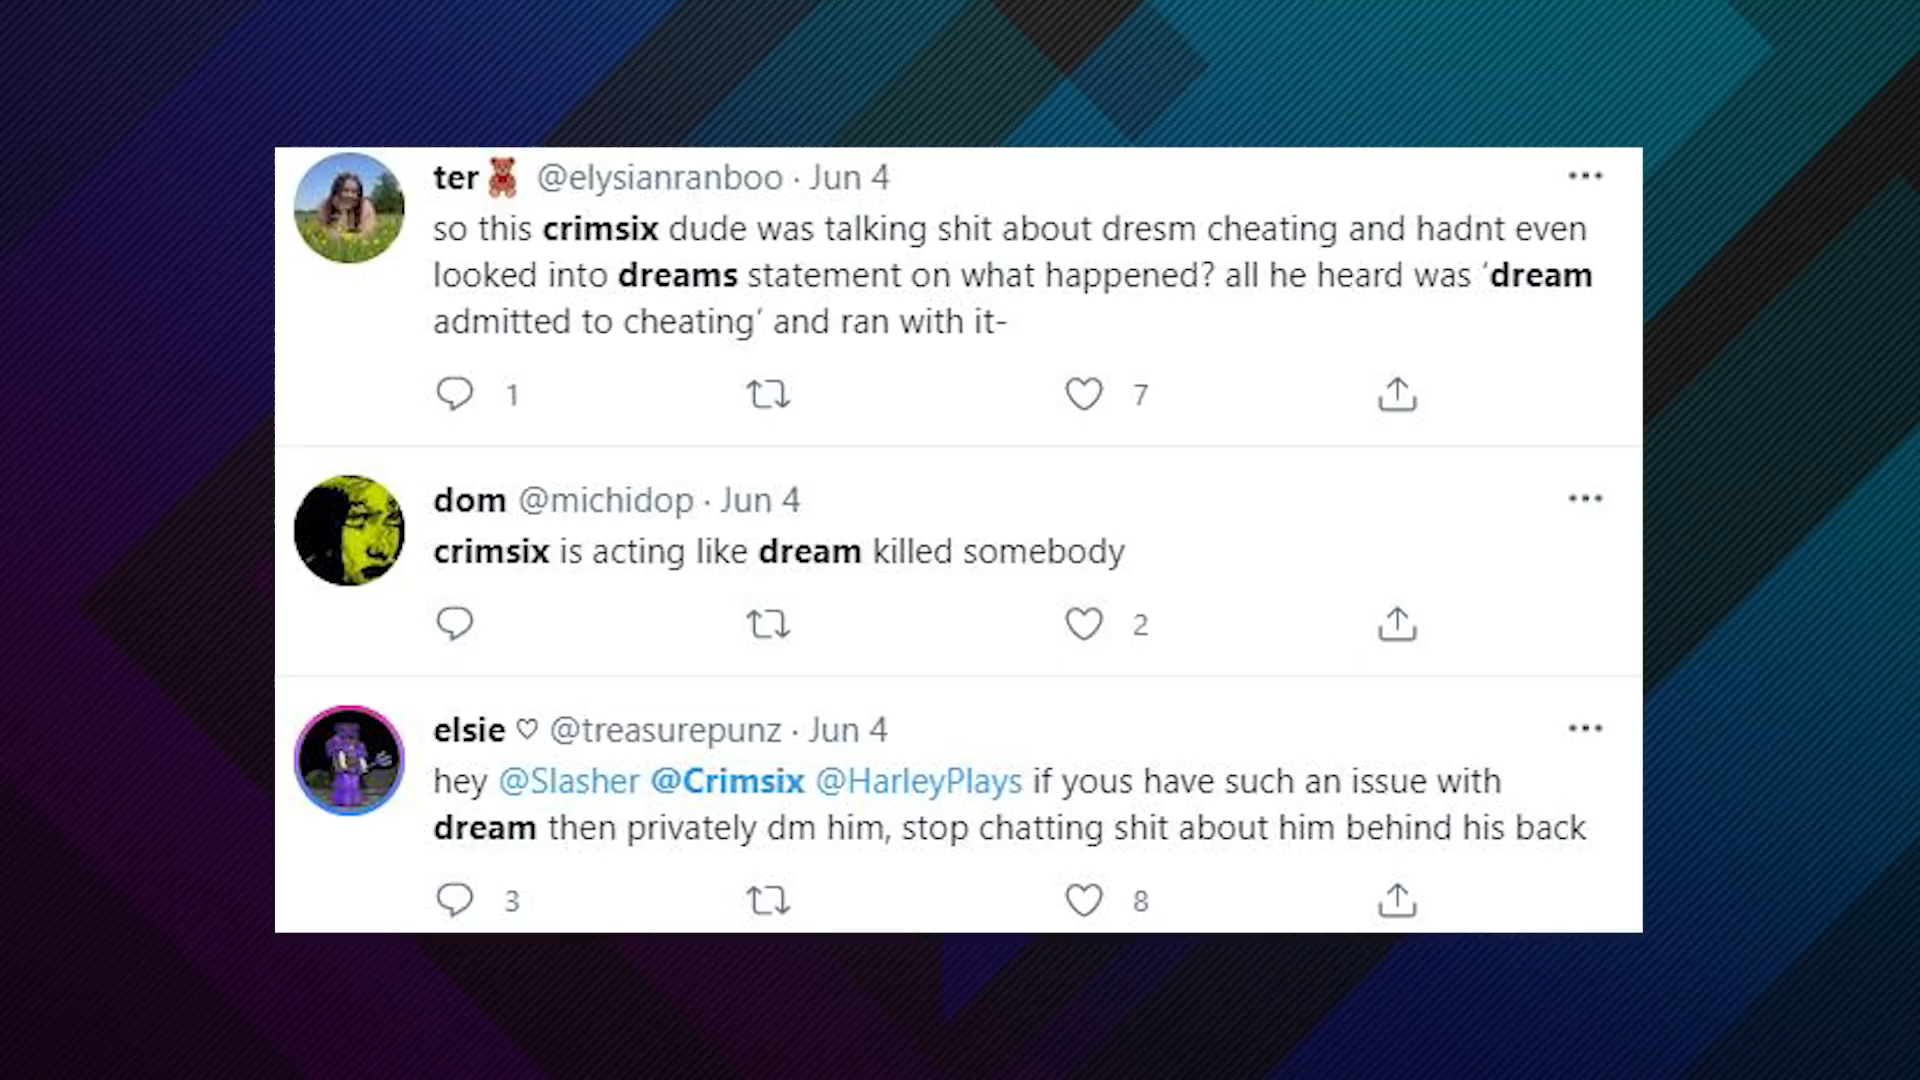 ter🧸 @elysianranboo · Jun 4
so this crimsix dude was talking shit about dresm cheating and hadnt even
looked into dreams statement on what happened? all he heard was ‘dream
admitted to cheating’ and ran with it-
1 7
dom @michidop · Jun 4
crimsix is acting like dream killed somebody
2
elsie ♡ @treasurepunz · Jun 4
hey @Slasher @Crimsix @HarleyPlays if yous have such an issue with
dream then privately dm him, stop chatting shit about him behind his back
3 8